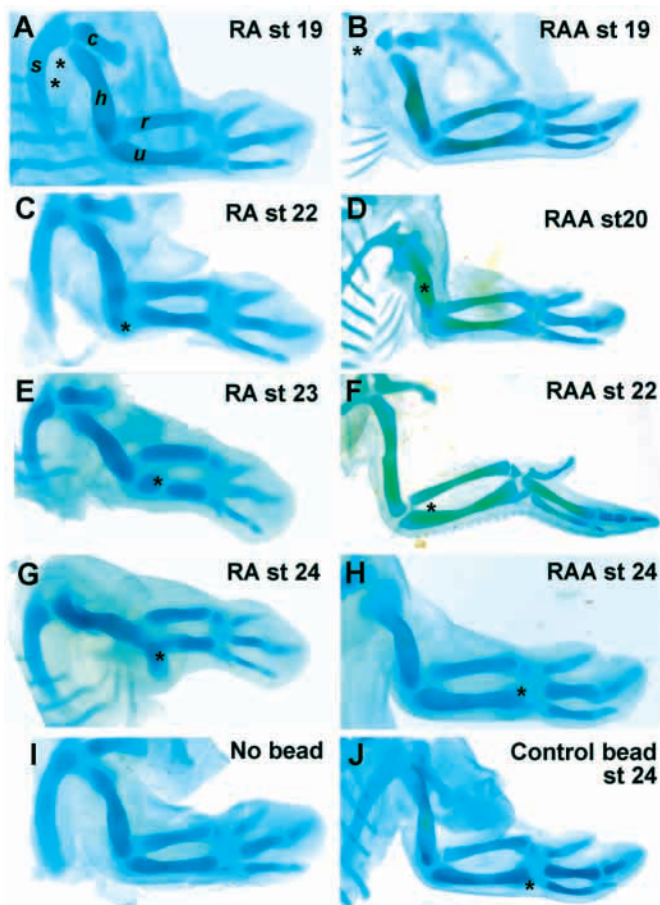 A RA st 19
c
s
*
*
h
r
u
B RAA st 19
*
C RA st 22
*
D RAA st20
*
E RA st 23
*
F RAA st 22
*
G RA st 24
*
H RAA st 24
*
I No bead
J Control bead
st 24
*